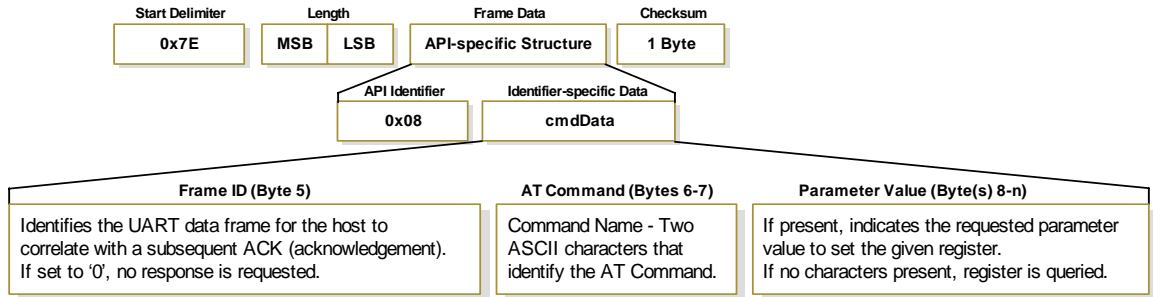 Start Delimiter
Length
Frame Data
Checksum
0x7E
MSB
LSB
API-specific Structure
1 Byte
API Identifier
Identifier-specific Data
0x08
cmdData
Frame ID (Byte 5)
Identifies the UART data frame for the host to
correlate with a subsequent ACK (acknowledgement).
If set to ‘0’, no response is requested.
AT Command (Bytes 6-7)
Command Name - Two
ASCII characters that
identify the AT Command.
Parameter Value (Byte(s) 8-n)
If present, indicates the requested parameter
value to set the given register.
If no characters present, register is queried.